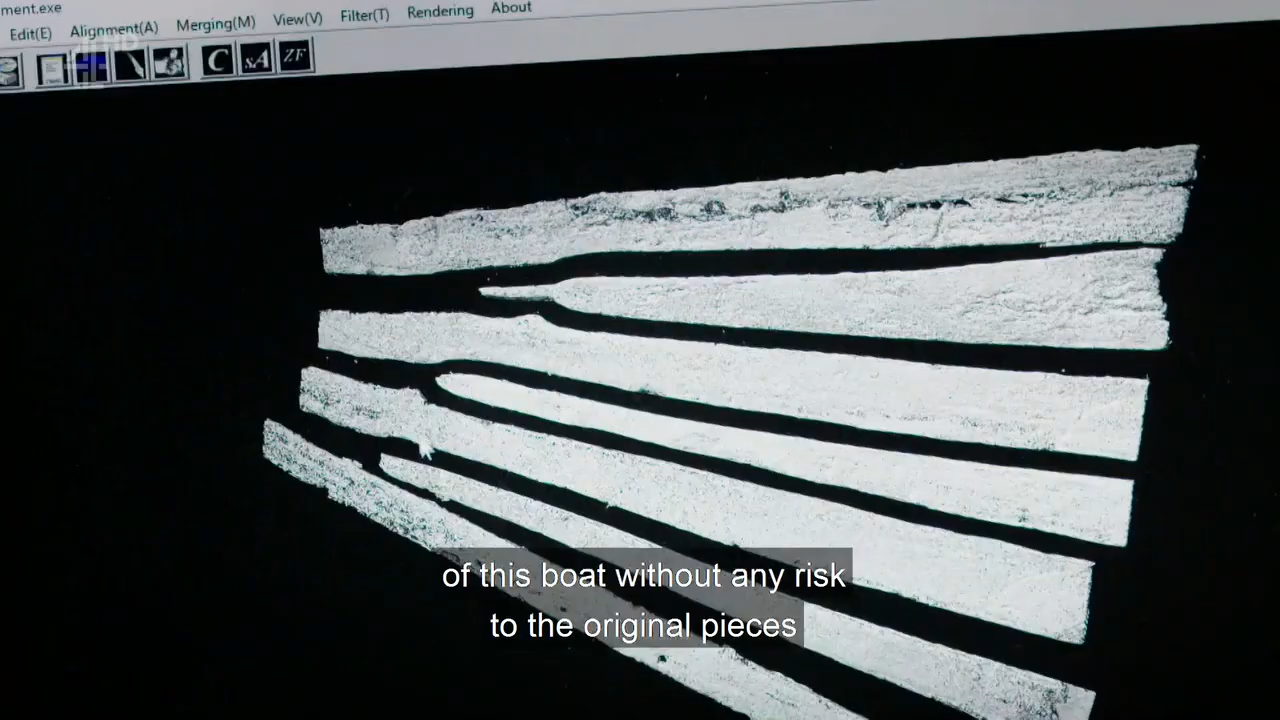 ment.exe
Edit(E) Alignment(A) Merging(M) View(V) Filter(T) Rendering About
C sA ZF
HD
of this boat without any risk
to the original pieces